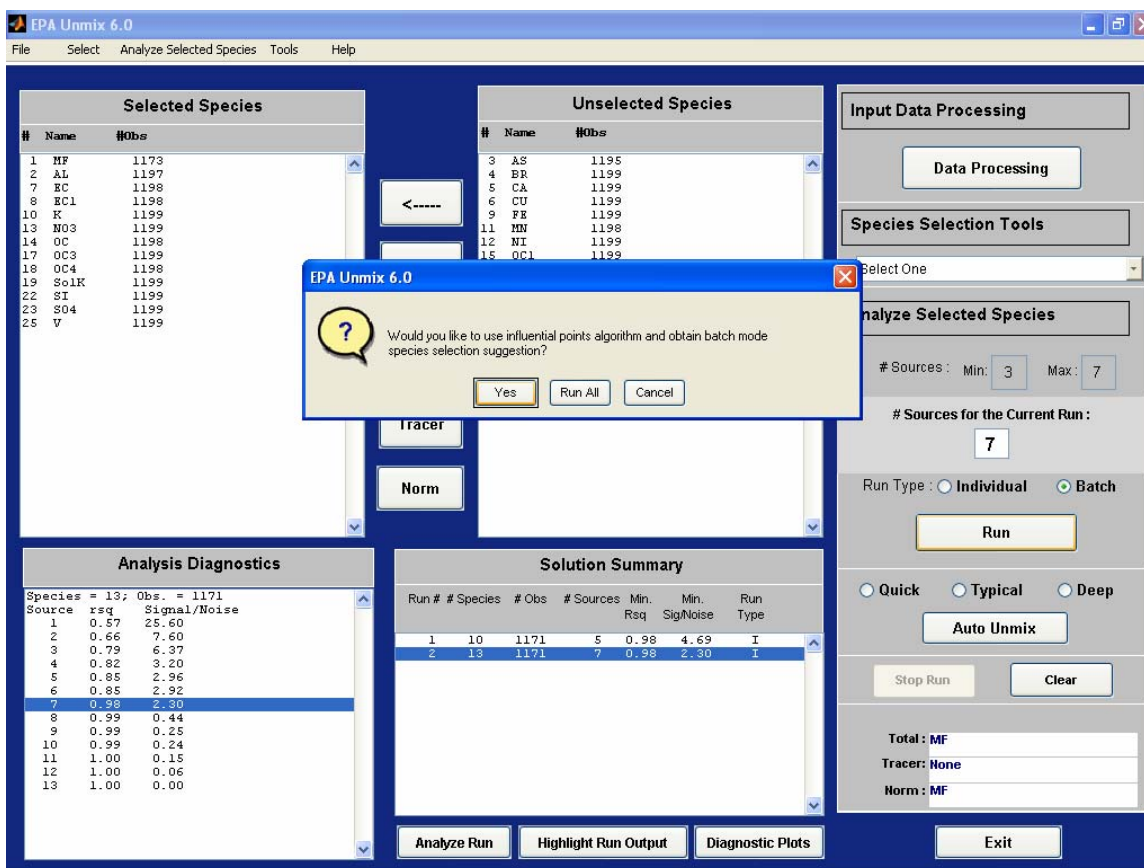 EPA Unmix 6.0
File Select Analyze Selected Species Tools Help
Selected Species
# Name #Obs
1 MF 1173
2 AL 1197
7 EC 1198
8 EC1 1198
10 K 1199
13 NO3 1199
14 OC 1198
17 OC3 1199
18 OC4 1198
19 SolK 1199
22 SI 1199
23 SO4 1199
25 V 1199
<-----
Unselected Species
# Name #Obs
3 AS 1195
4 BR 1199
5 CA 1199
6 CU 1199
9 FE 1199
11 MN 1198
12 NI 1199
15 OC1 1199
EPA Unmix 6.0
Would you like to use influential points algorithm and obtain batch mode
species selection suggestion?
Yes Run All Cancel
Tracer
Norm
Input Data Processing
Data Processing
Species Selection Tools
Select One
Analyze Selected Species
# Sources : Min: 3 Max : 7
# Sources for the Current Run :
7
Run Type : Individual Batch
Run
Quick Typical Deep
Auto Unmix
Stop Run Clear
Total : MF
Tracer: None
Norm : MF
Exit
Analysis Diagnostics
Species = 13; Obs. = 1171
Source rsq Signal/Noise
1 0.57 25.60
2 0.66 7.60
3 0.79 6.37
4 0.82 3.20
5 0.85 2.96
6 0.85 2.92
7 0.98 2.30
8 0.99 0.44
9 0.99 0.25
10 0.99 0.24
11 1.00 0.15
12 1.00 0.06
13 1.00 0.00
Solution Summary
Run # # Species # Obs # Sources Min. Min. Run
Rsq Sig/Noise Type
1 10 1171 5 0.98 4.69 I
2 13 1171 7 0.98 2.30 I
Analyze Run Highlight Run Output Diagnostic Plots